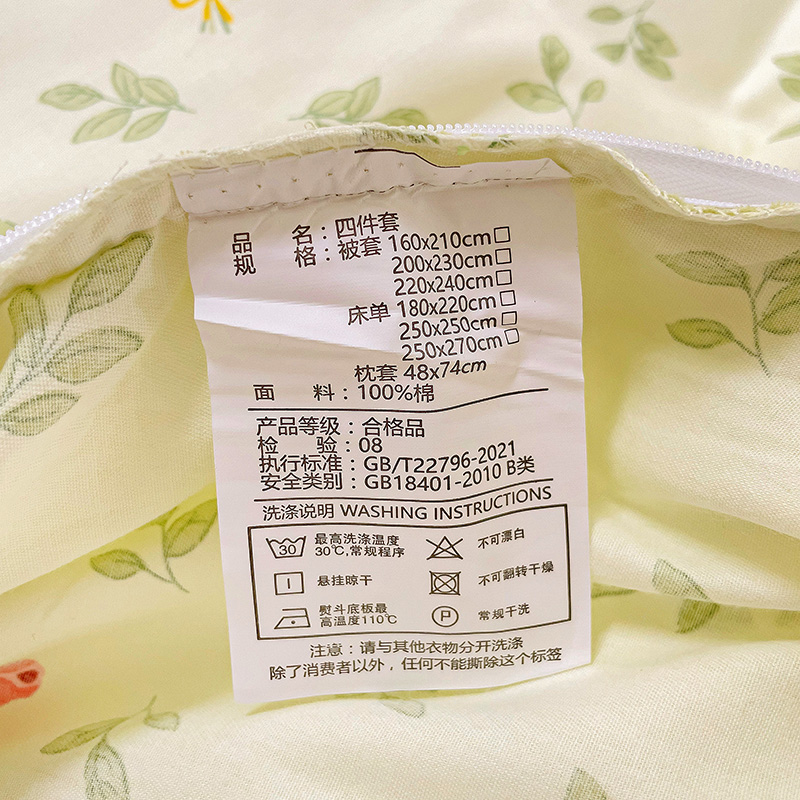 品 名：四件套
规 格：被套 160x210cm□
200x230cm□
220x240cm□
床单 180x220cm□
250x250cm□
250x270cm□
枕套 48x74cm
面 料：100%棉
产品等级：合格品
检 验：08
执行标准：GB/T22796-2021
安全类别：GB18401-2010 B类
洗涤说明 WASHING INSTRUCTIONS
30 最高洗涤温度 30℃,常规程序
不可漂白
悬挂晾干
不可翻转干燥
熨斗底板最高温度110℃
P 常规干洗
注意：请与其他衣物分开洗涤
除了消费者以外，任何不能撕除这个标签